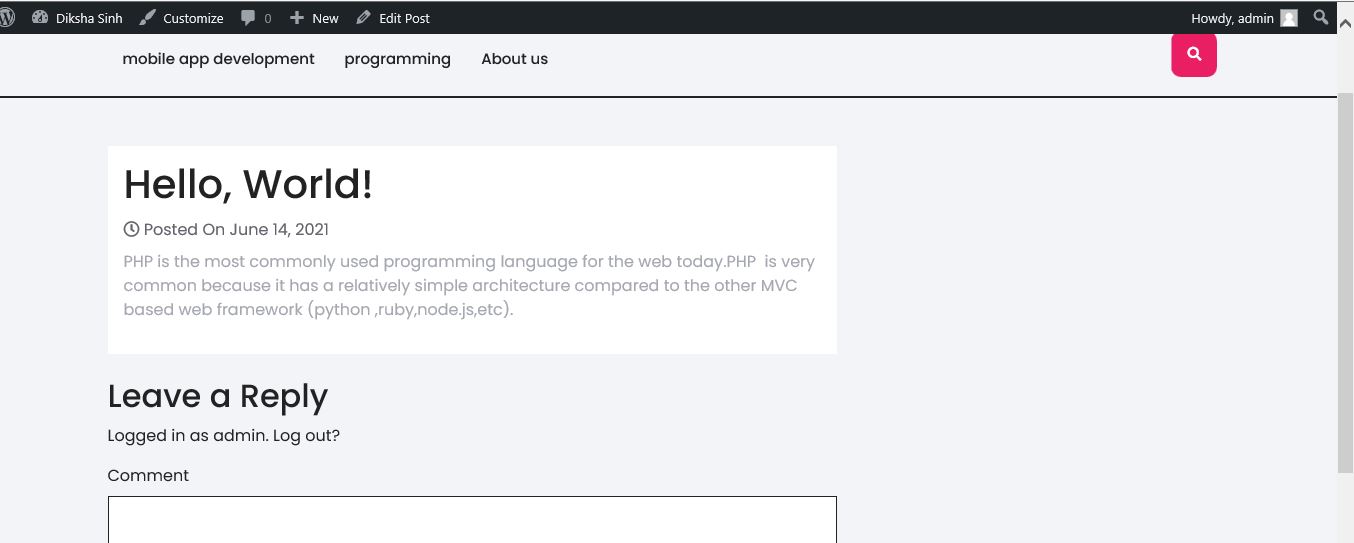 Diksha Sinh Customize 0 New Edit Post Howdy, admin
mobile app development programming About us
Hello, World!
Posted On June 14, 2021
PHP is the most commonly used programming language for the web today.PHP  is very
common because it has a relatively simple architecture compared to the other MVC
based web framework (python ,ruby,node.js,etc).
Leave a Reply
Logged in as admin. Log out?
Comment